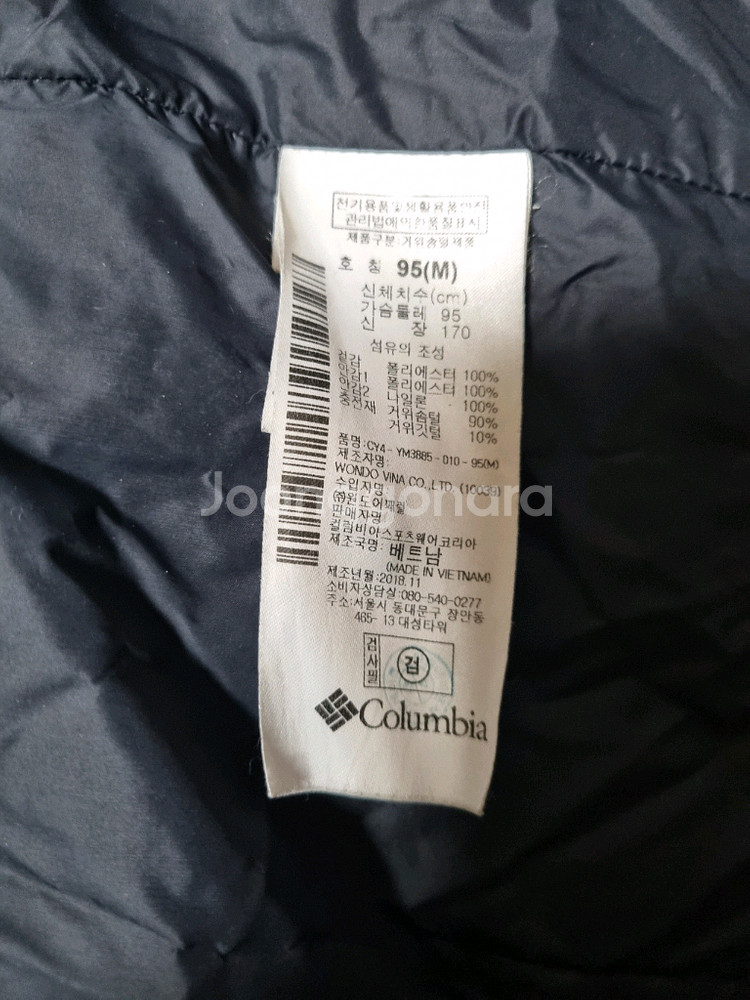 전기용품및생활용품안전
관리법에의한품질표시
제품구분:거위솜털제품
호 칭 95(M)
신체치수(cm)
가슴둘레 95
신 장 170
섬유의 조성
겉감 폴리에스터 100%
안감1 폴리에스터 100%
안감2 나일론 100%
충전재 거위솜털 90%
거위깃털 10%
품명:CY4-YM3885-010-95(M)
제조자명:
WONDO VINA CO.,LTD. (10039)
수입자명:
㈜원도어패럴
판매자명:
컬럼비아스포츠웨어코리아
제조국명: 베트남
(MADE IN VIETNAM)
제조년월:2018.11
소비자상담실:080-540-0277
주소:서울시 동대문구 장안동
465-13 대성타워
검사필 검
Columbia
Joonggonara